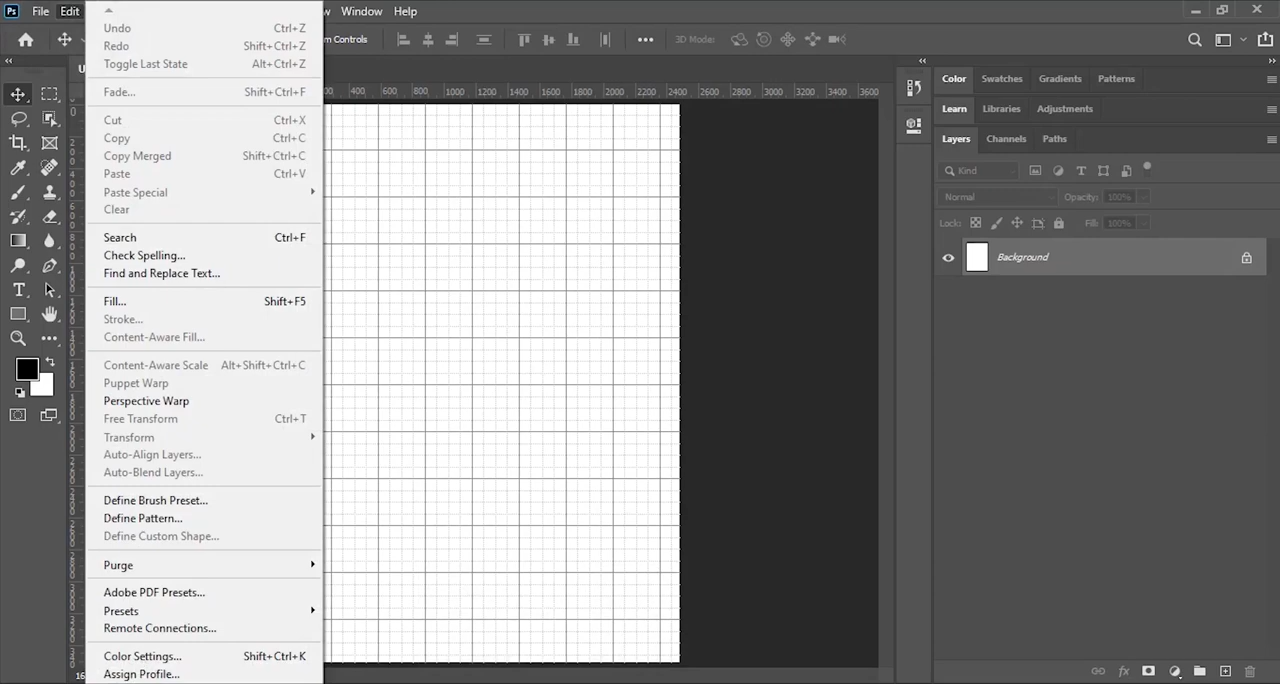 Ps File Edit Window Help
Undo Ctrl+Z
Redo Shift+Ctrl+Z
Toggle Last State Alt+Ctrl+Z
Fade... Shift+Ctrl+F
Cut Ctrl+X
Copy Ctrl+C
Copy Merged Shift+Ctrl+C
Paste Ctrl+V
Paste Special
Clear
Search Ctrl+F
Check Spelling...
Find and Replace Text...
Fill... Shift+F5
Stroke...
Content-Aware Fill...
Content-Aware Scale Alt+Shift+Ctrl+C
Puppet Warp
Perspective Warp
Free Transform Ctrl+T
Transform
Auto-Align Layers...
Auto-Blend Layers...
Define Brush Preset...
Define Pattern...
Define Custom Shape...
Purge
Adobe PDF Presets...
Presets
Remote Connections...
Color Settings... Shift+Ctrl+K
Assign Profile...
Controls
3D Mode:
400 600 800 1000 1200 1400 1600 1800 2000 2200 2400 2600 2800 3000 3200 3400 3600
Color Swatches Gradients Patterns
Learn Libraries Adjustments
Layers Channels Paths
Kind
Normal Opacity: 100%
Lock: Fill: 100%
Background